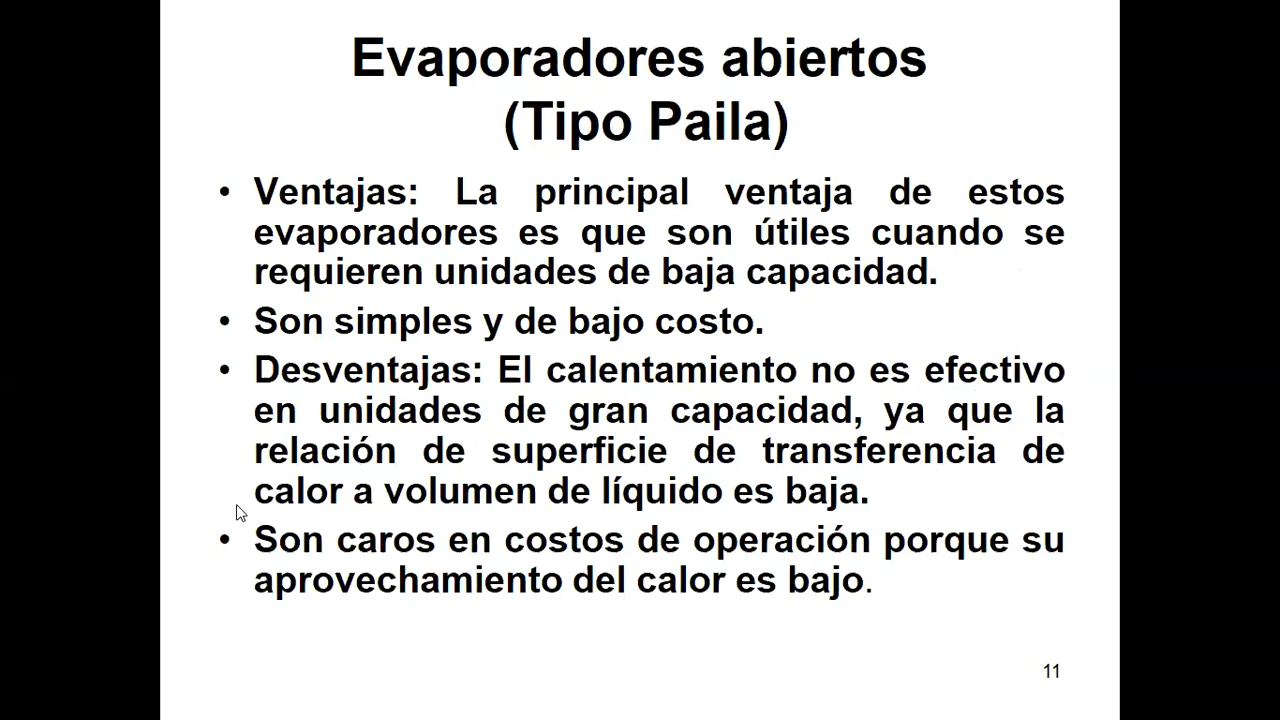 Evaporadores abiertos
(Tipo Paila)
• Ventajas: La principal ventaja de estos
evaporadores es que son útiles cuando se
requieren unidades de baja capacidad.
• Son simples y de bajo costo.
• Desventajas: El calentamiento no es efectivo
en unidades de gran capacidad, ya que la
relación de superficie de transferencia de
calor a volumen de líquido es baja.
• Son caros en costos de operación porque su
aprovechamiento del calor es bajo.
11